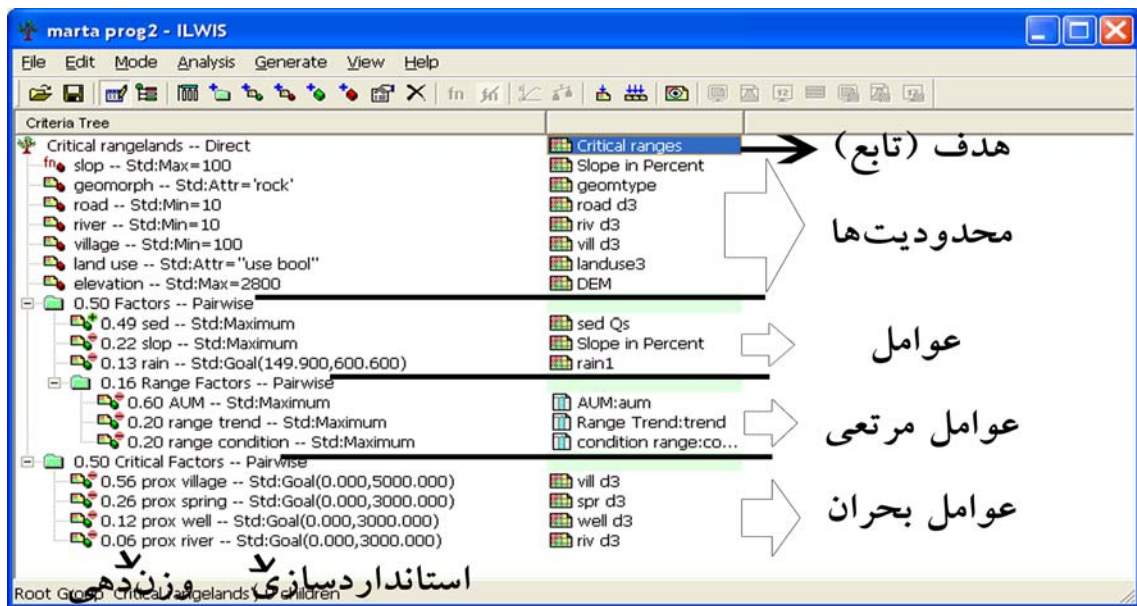 marta prog2 - ILWIS
File Edit Mode Analysis Generate View Help
Criteria Tree
Critical rangelands -- Direct Critical ranges هدف (تابع)
slop -- Std:Max=100 Slope in Percent
geomorph -- Std:Attr='rock' geomtype
road -- Std:Min=10 road d3
river -- Std:Min=10 riv d3 محدودیت‌ها
village -- Std:Min=100 vill d3
land use -- Std:Attr="use bool" landuse3
elevation -- Std:Max=2800 DEM
0.50 Factors -- Pairwise
0.49 sed -- Std:Maximum sed Qs
0.22 slop -- Std:Maximum Slope in Percent عوامل
0.13 rain -- Std:Goal(149.900,600.600) rain1
0.16 Range Factors -- Pairwise
0.60 AUM -- Std:Maximum AUM:aum
0.20 range trend -- Std:Maximum Range Trend:trend عوامل مرتعی
0.20 range condition -- Std:Maximum condition range:co...
0.50 Critical Factors -- Pairwise
0.56 prox village -- Std:Goal(0.000,5000.000) vill d3
0.26 prox spring -- Std:Goal(0.000,3000.000) spr d3 عوامل بحران
0.12 prox well -- Std:Goal(0.000,3000.000) well d3
0.06 prox river -- Std:Goal(0.000,3000.000) riv d3
استانداردسازی وزن‌دهی
Root Group children